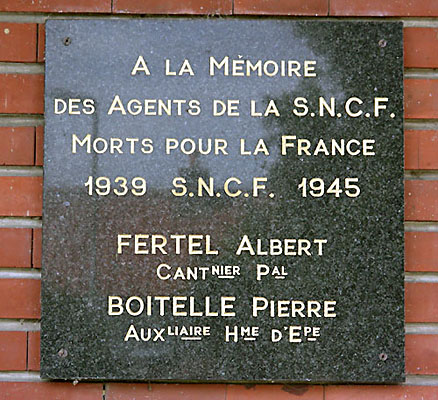 A LA MÉMOIRE
DES AGENTS DE LA S.N.C.F.
MORTS POUR LA FRANCE
1939 S.N.C.F. 1945
FERTEL ALBERT
CANTNIER PAL
BOITELLE PIERRE
AUXLIAIRE HME D'EPE